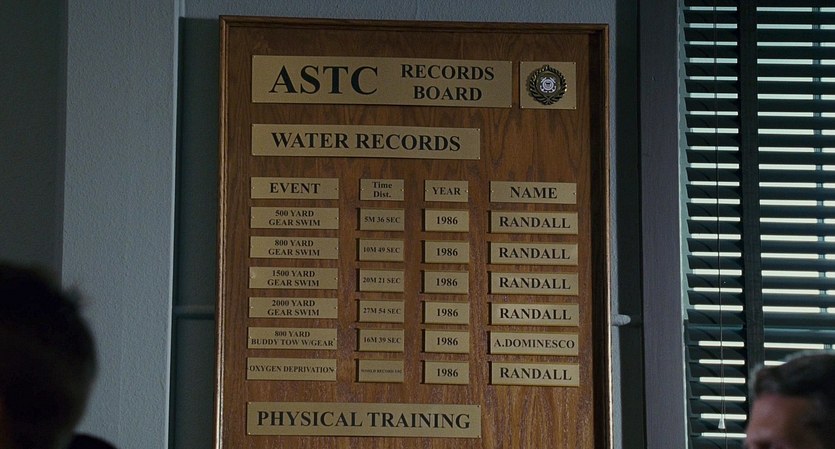 ASTC RECORDS BOARD
WATER RECORDS
EVENT Time Dist. YEAR NAME
500 YARD GEAR SWIM 5M 36 SEC 1986 RANDALL
800 YARD GEAR SWIM 10M 49 SEC 1986 RANDALL
1500 YARD GEAR SWIM 20M 21 SEC 1986 RANDALL
2000 YARD GEAR SWIM 27M 54 SEC 1986 RANDALL
800 YARD BUDDY TOW W/GEAR 16M 39 SEC 1986 A.DOMINESCO
OXYGEN DEPRIVATION 1986 RANDALL
PHYSICAL TRAINING